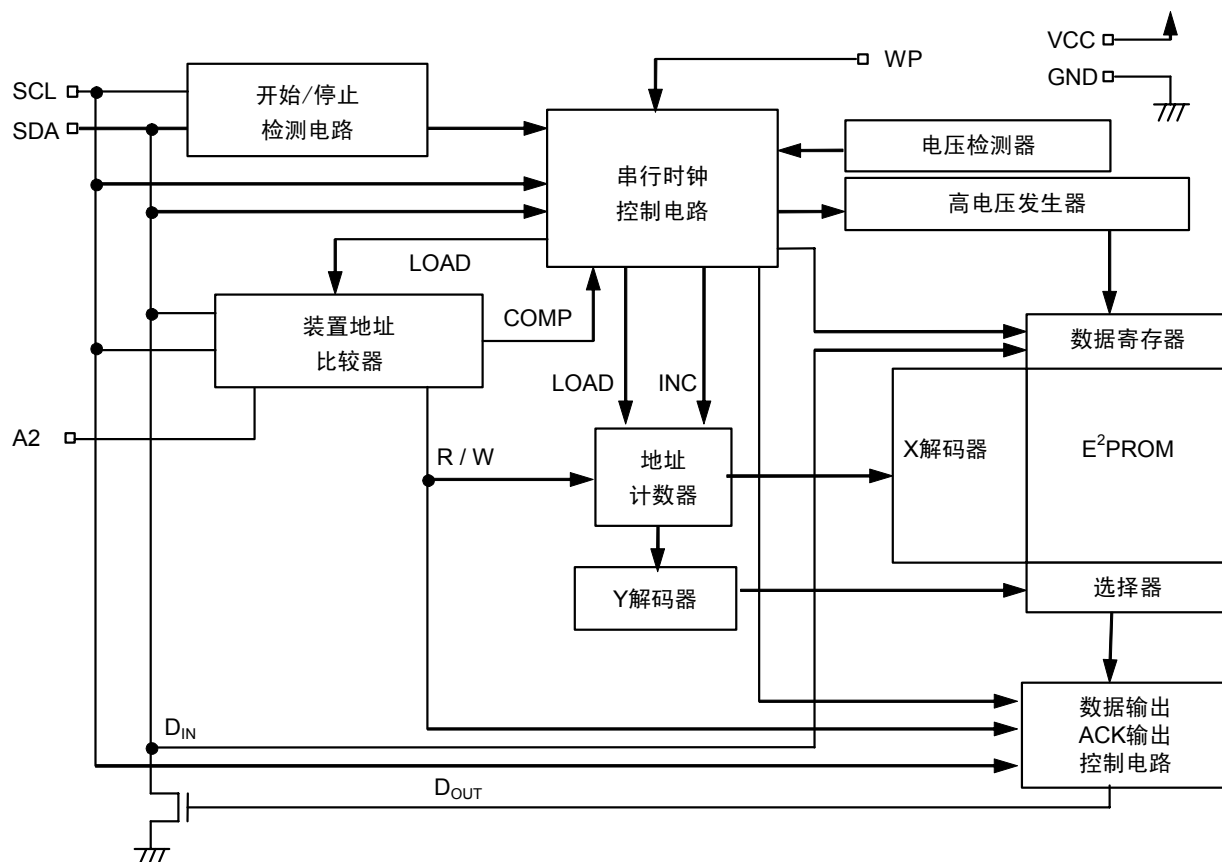 VCC
WP
SCL
开始/停止
检测电路
GND
SDA
电压检测器
串行时钟
控制电路
高电压发生器
LOAD
装置地址
比较器
COMP
数据寄存器
LOAD
INC
A2
R / W
地址
计数器
X解码器
E²PROM
Y解码器
选择器
D_IN
数据输出
ACK输出
控制电路
D_OUT